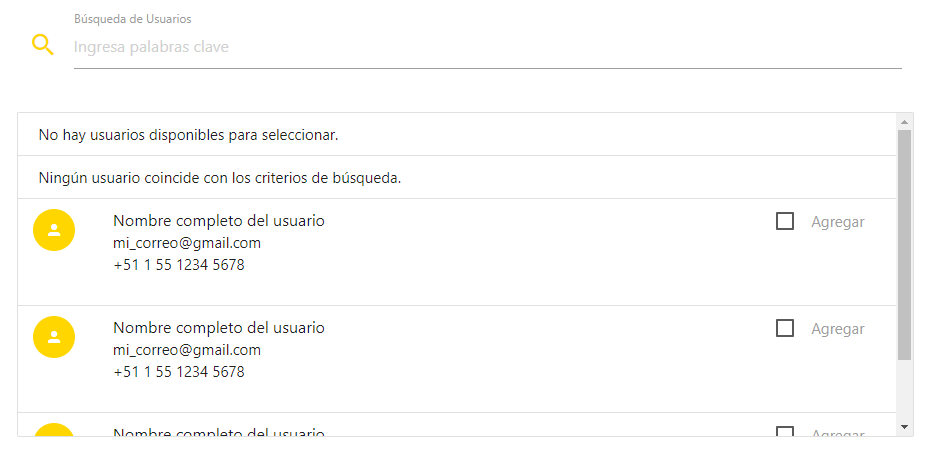 Búsqueda de Usuarios
Ingresa palabras clave
No hay usuarios disponibles para seleccionar.
Ningún usuario coincide con los criterios de búsqueda.
Nombre completo del usuario
Agregar
mi_correo@gmail.com
+51 1 55 1234 5678
Nombre completo del usuario
Agregar
mi_correo@gmail.com
+51 1 55 1234 5678
Nombre completo del usuario
Agregar